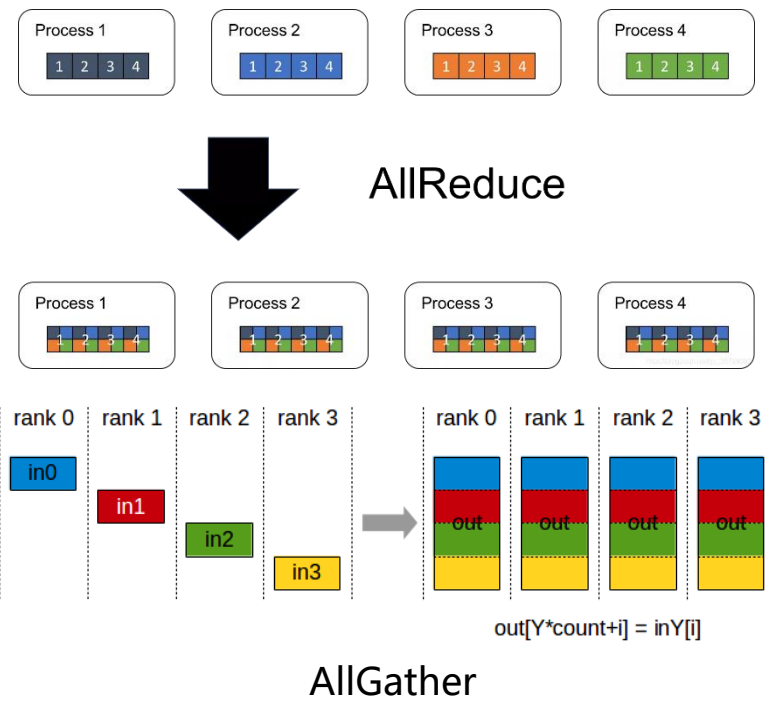 Process 1 Process 2 Process 3 Process 4
1 2 3 4 1 2 3 4 1 2 3 4 1 2 3 4
AllReduce
Process 1 Process 2 Process 3 Process 4
1 2 3 4 1 2 3 4 1 2 3 4 1 2 3 4
rank 0 rank 1 rank 2 rank 3 rank 0 rank 1 rank 2 rank 3
in0
in1
out out out out
in2
in3
out[Y*count+i] = inY[i]
AllGather